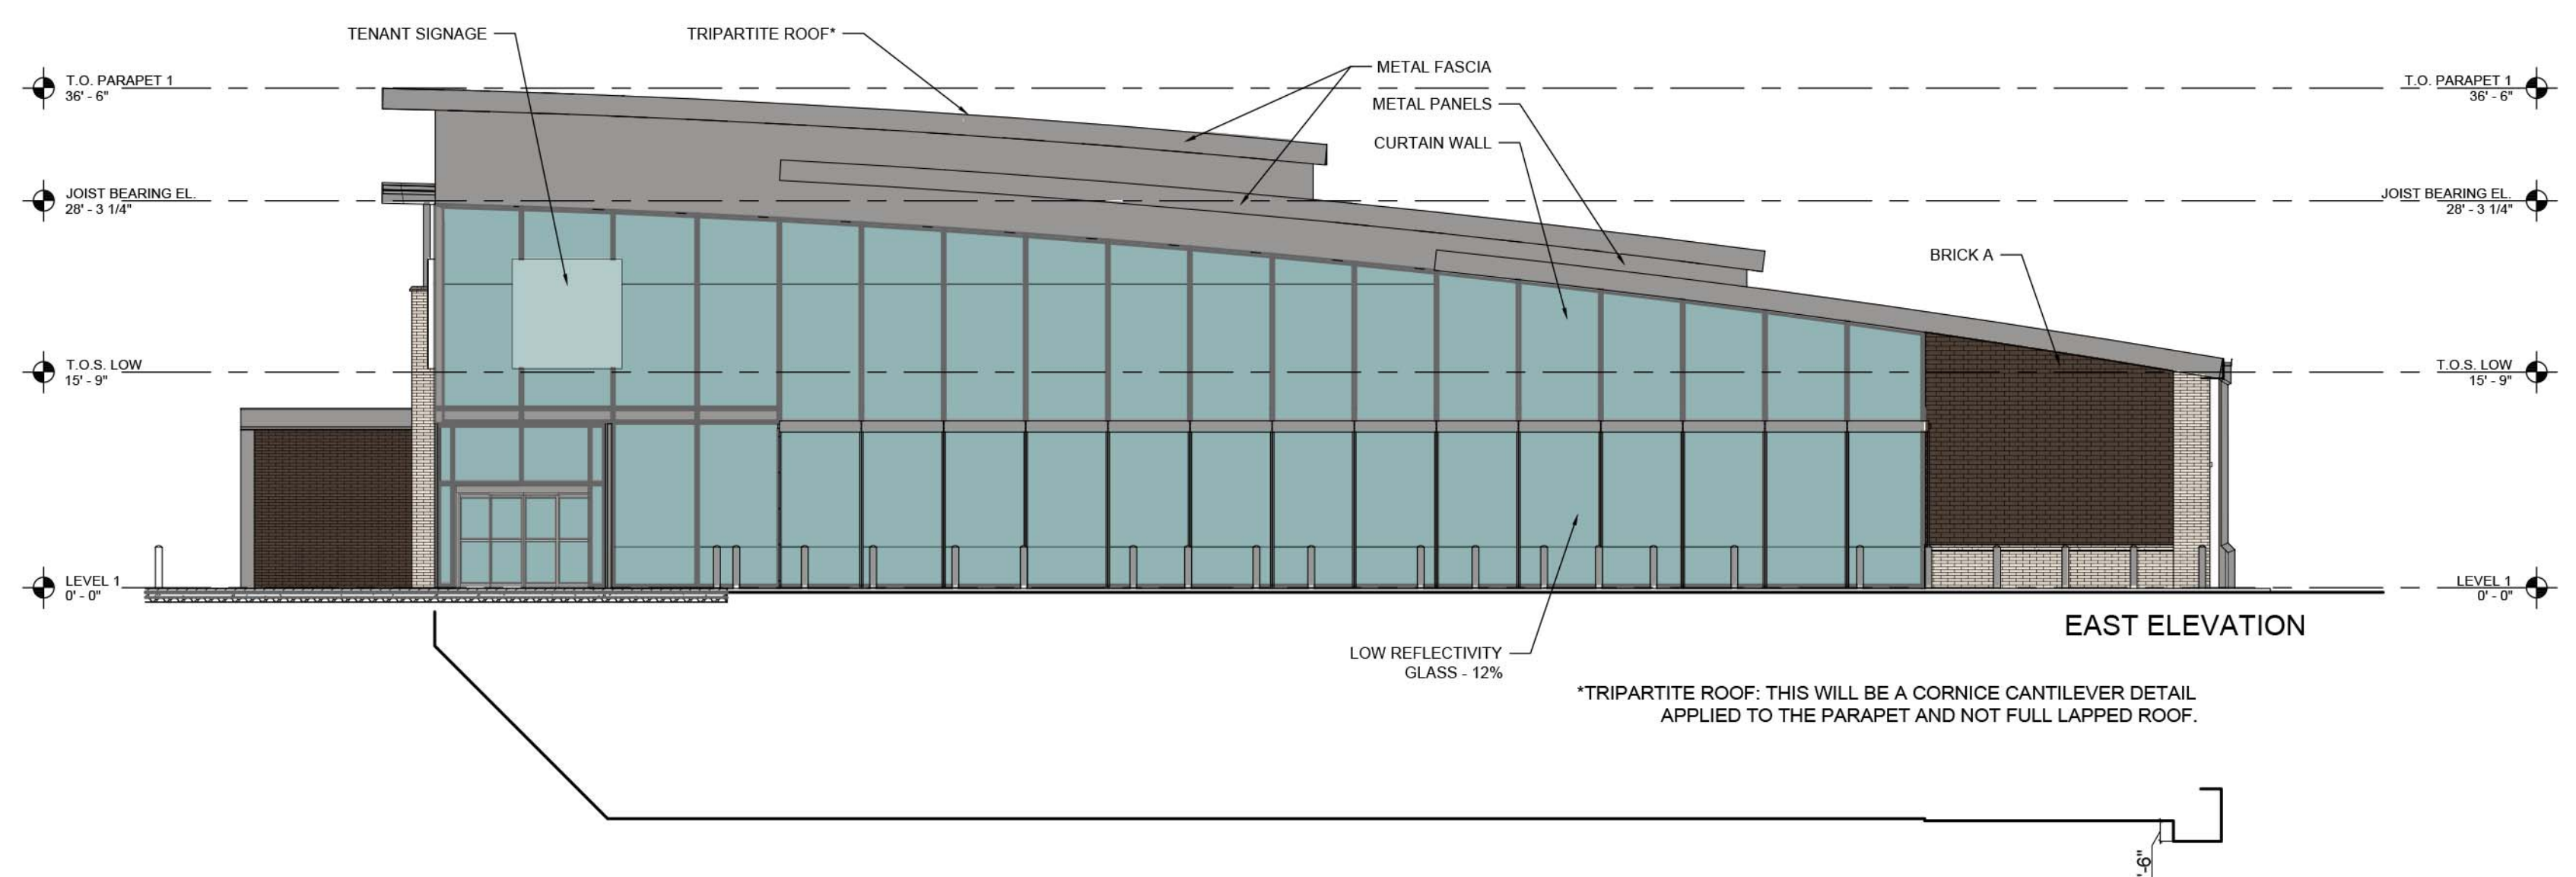 TENANT SIGNAGE
TRIPARTITE ROOF*
METAL FASCIA
T.O. PARAPET 1
36' - 6"
T.O. PARAPET 1
36' - 6"
METAL PANELS
CURTAIN WALL
JOIST BEARING EL.
28' - 3 1/4"
JOIST BEARING EL.
28' - 3 1/4"
BRICK A
T.O.S. LOW
15' - 9"
T.O.S. LOW
15' - 9"
LEVEL 1
0' - 0"
LEVEL 1
0' - 0"
EAST ELEVATION
LOW REFLECTIVITY
GLASS - 12%
*TRIPARTITE ROOF: THIS WILL BE A CORNICE CANTILEVER DETAIL
APPLIED TO THE PARAPET AND NOT FULL LAPPED ROOF.
'-6"